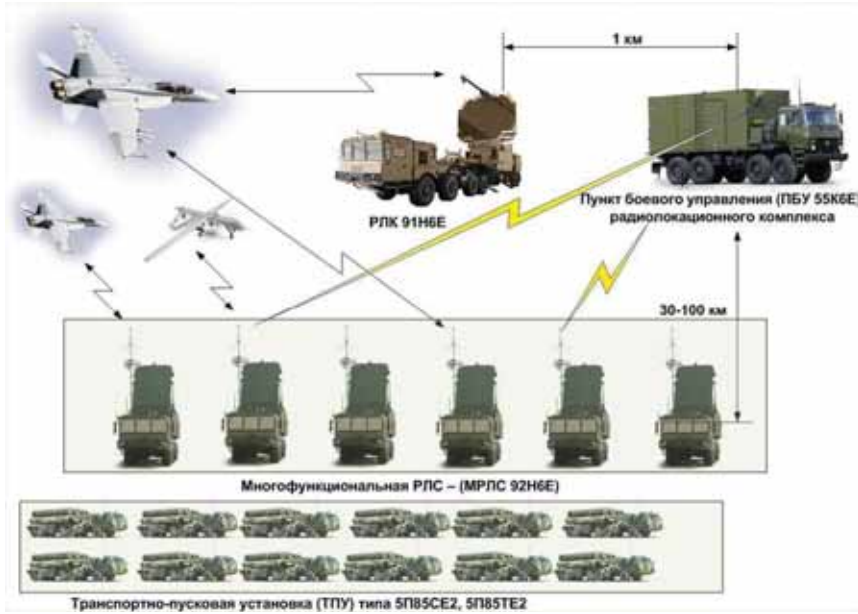 1 км
РЛК 91Н6Е
Пункт боевого управления (ПБУ 55К6Е)
радиолокационного комплекса
30-100 км
Многофункциональная РЛС – (МРЛС 92Н6Е)
Транспортно-пусковая установка (ТПУ) типа 5П85СЕ2, 5П85ТЕ2